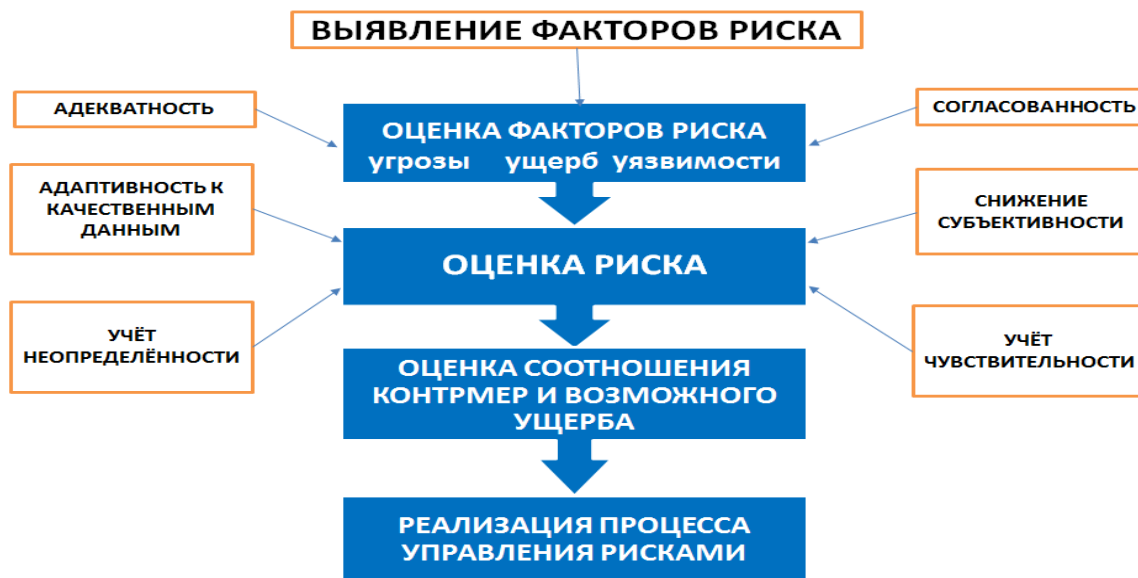 ВЫЯВЛЕНИЕ ФАКТОРОВ РИСКА
АДЕКВАТНОСТЬ
СОГЛАСОВАННОСТЬ
ОЦЕНКА ФАКТОРОВ РИСКА
угрозы ущерб уязвимости
АДАПТИВНОСТЬ К
КАЧЕСТВЕННЫМ
ДАННЫМ
СНИЖЕНИЕ
СУБЪЕКТИВНОСТИ
ОЦЕНКА РИСКА
УЧЁТ
НЕОПРЕДЕЛЁННОСТИ
УЧЁТ
ЧУВСТВИТЕЛЬНОСТИ
ОЦЕНКА СООТНОШЕНИЯ
КОНТРМЕР И ВОЗМОЖНОГО
УЩЕРБА
РЕАЛИЗАЦИЯ ПРОЦЕССА
УПРАВЛЕНИЯ РИСКАМИ